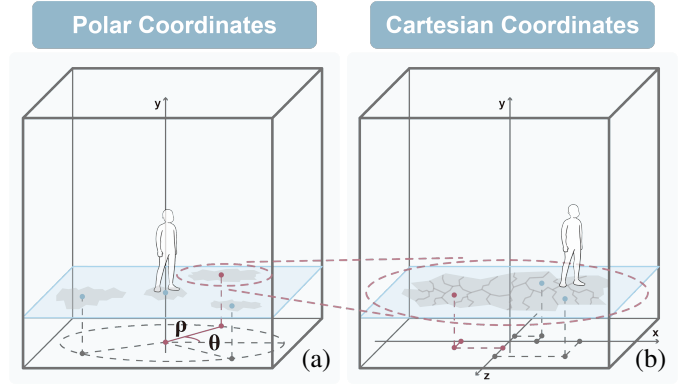 Polar Coordinates
Cartesian Coordinates
y
y
ρ
θ
x
z
(a)
(b)